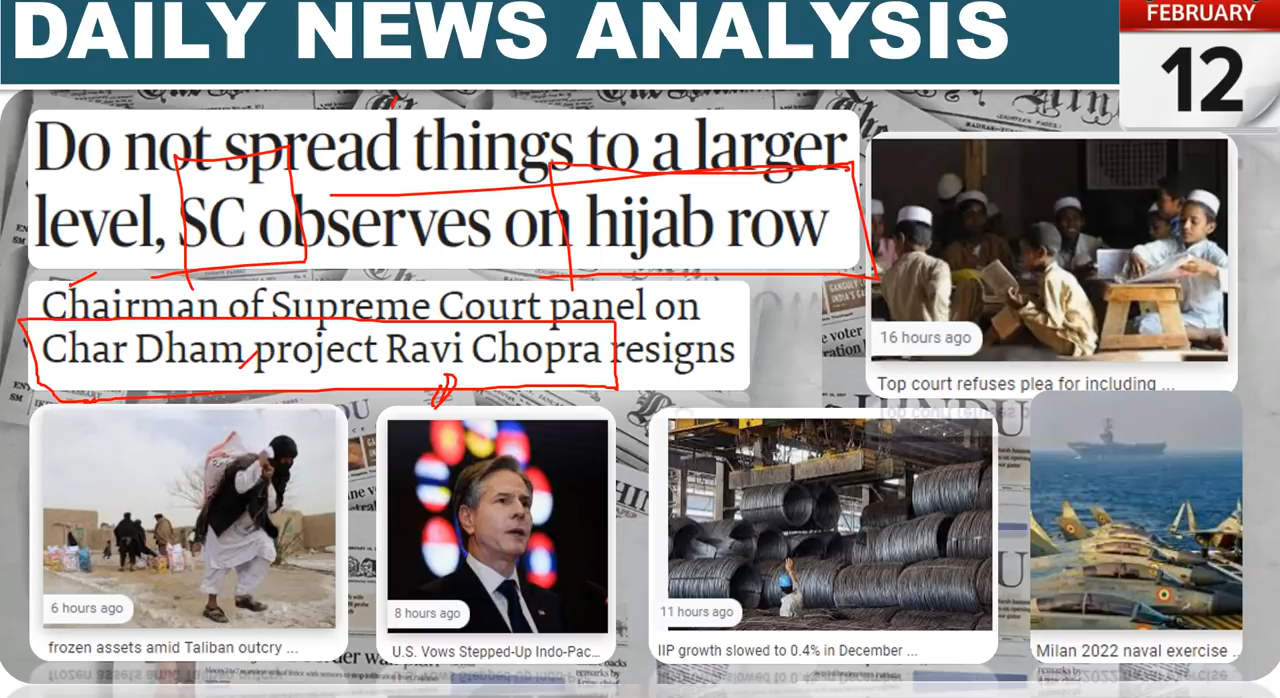 DAILY NEWS ANALYSIS
FEBRUARY
12
Do not spread things to a larger
level, SC observes on hijab row
Chairman of Supreme Court panel on
Char Dham project Ravi Chopra resigns
16 hours ago
Top court refuses plea for including ...
6 hours ago
frozen assets amid Taliban outcry ...
8 hours ago
U.S. Vows Stepped-Up Indo-Pac...
11 hours ago
IIP growth slowed to 0.4% in December ...
Milan 2022 naval exercise ..